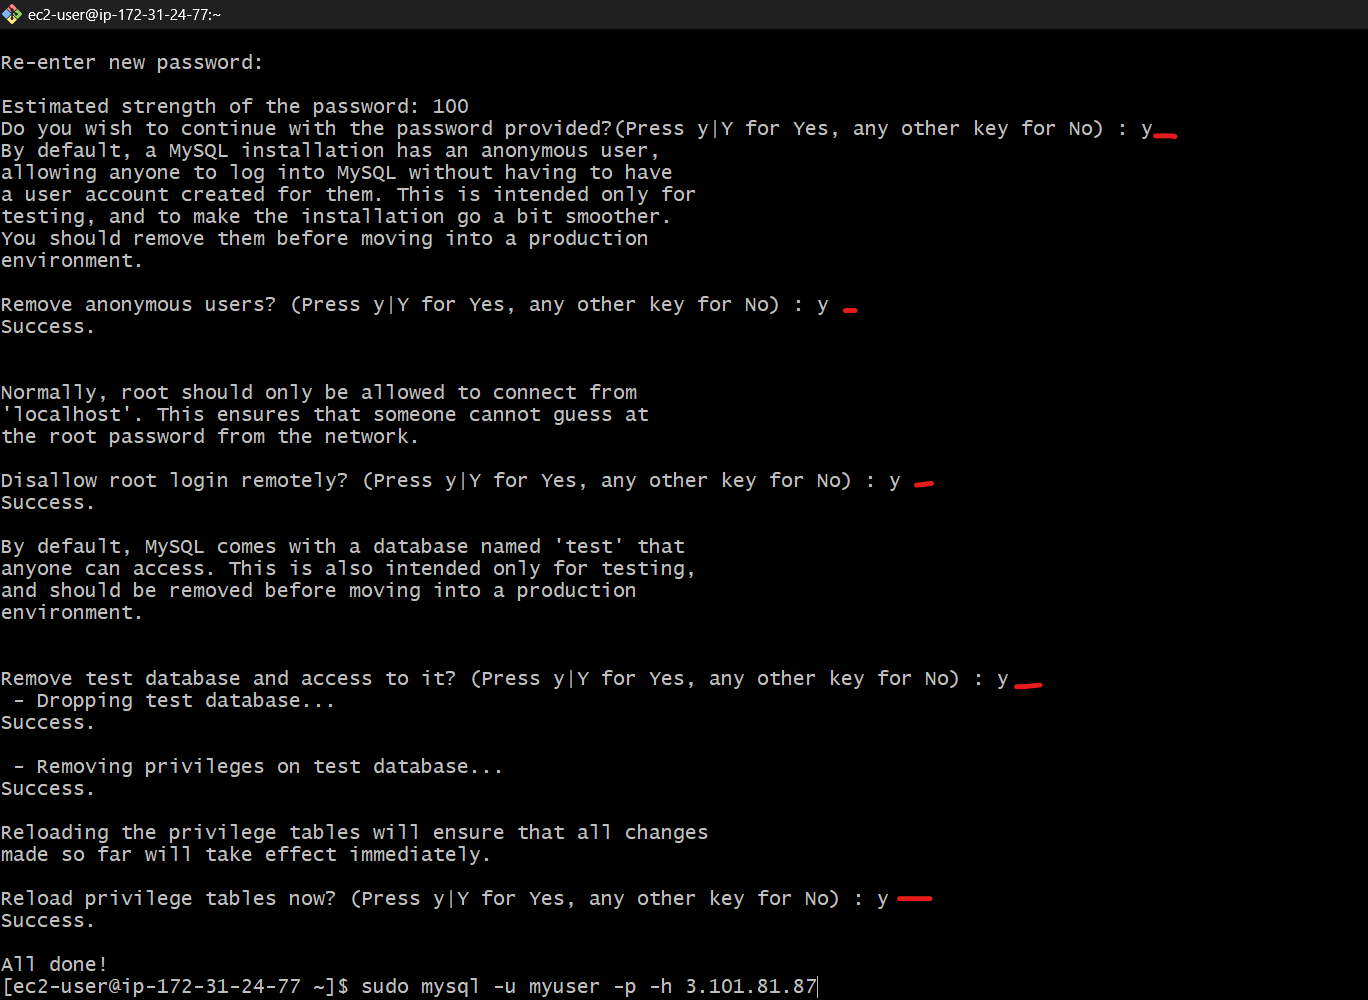 ec2-user@ip-172-31-24-77:~
Re-enter new password:
Estimated strength of the password: 100
Do you wish to continue with the password provided?(Press y|Y for Yes, any other key for No) : y
By default, a MySQL installation has an anonymous user,
allowing anyone to log into MySQL without having to have
a user account created for them. This is intended only for
testing, and to make the installation go a bit smoother.
You should remove them before moving into a production
environment.
Remove anonymous users? (Press y|Y for Yes, any other key for No) : y
Success.
Normally, root should only be allowed to connect from
'localhost'. This ensures that someone cannot guess at
the root password from the network.
Disallow root login remotely? (Press y|Y for Yes, any other key for No) : y
Success.
By default, MySQL comes with a database named 'test' that
anyone can access. This is also intended only for testing,
and should be removed before moving into a production
environment.
Remove test database and access to it? (Press y|Y for Yes, any other key for No) : y
 - Dropping test database...
Success.
 - Removing privileges on test database...
Success.
Reloading the privilege tables will ensure that all changes
made so far will take effect immediately.
Reload privilege tables now? (Press y|Y for Yes, any other key for No) : y
Success.
All done!
[ec2-user@ip-172-31-24-77 ~]$ sudo mysql -u myuser -p -h 3.101.81.87